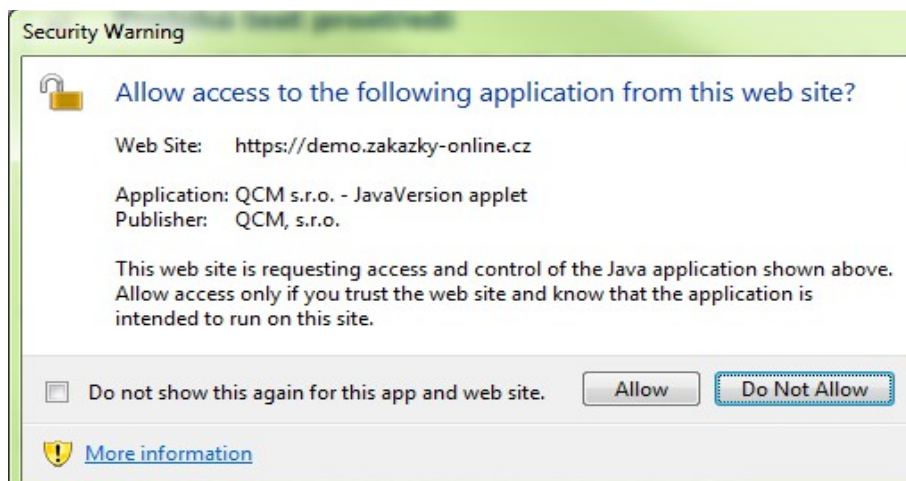 test prostředí
Security Warning
Allow access to the following application from this web site?
Web Site: https://demo.zakazky-online.cz
Application: QCM s.r.o. - JavaVersion applet
Publisher: QCM, s.r.o.
This web site is requesting access and control of the Java application shown above.
Allow access only if you trust the web site and know that the application is
intended to run on this site.
Do not show this again for this app and web site. Allow Do Not Allow
More information